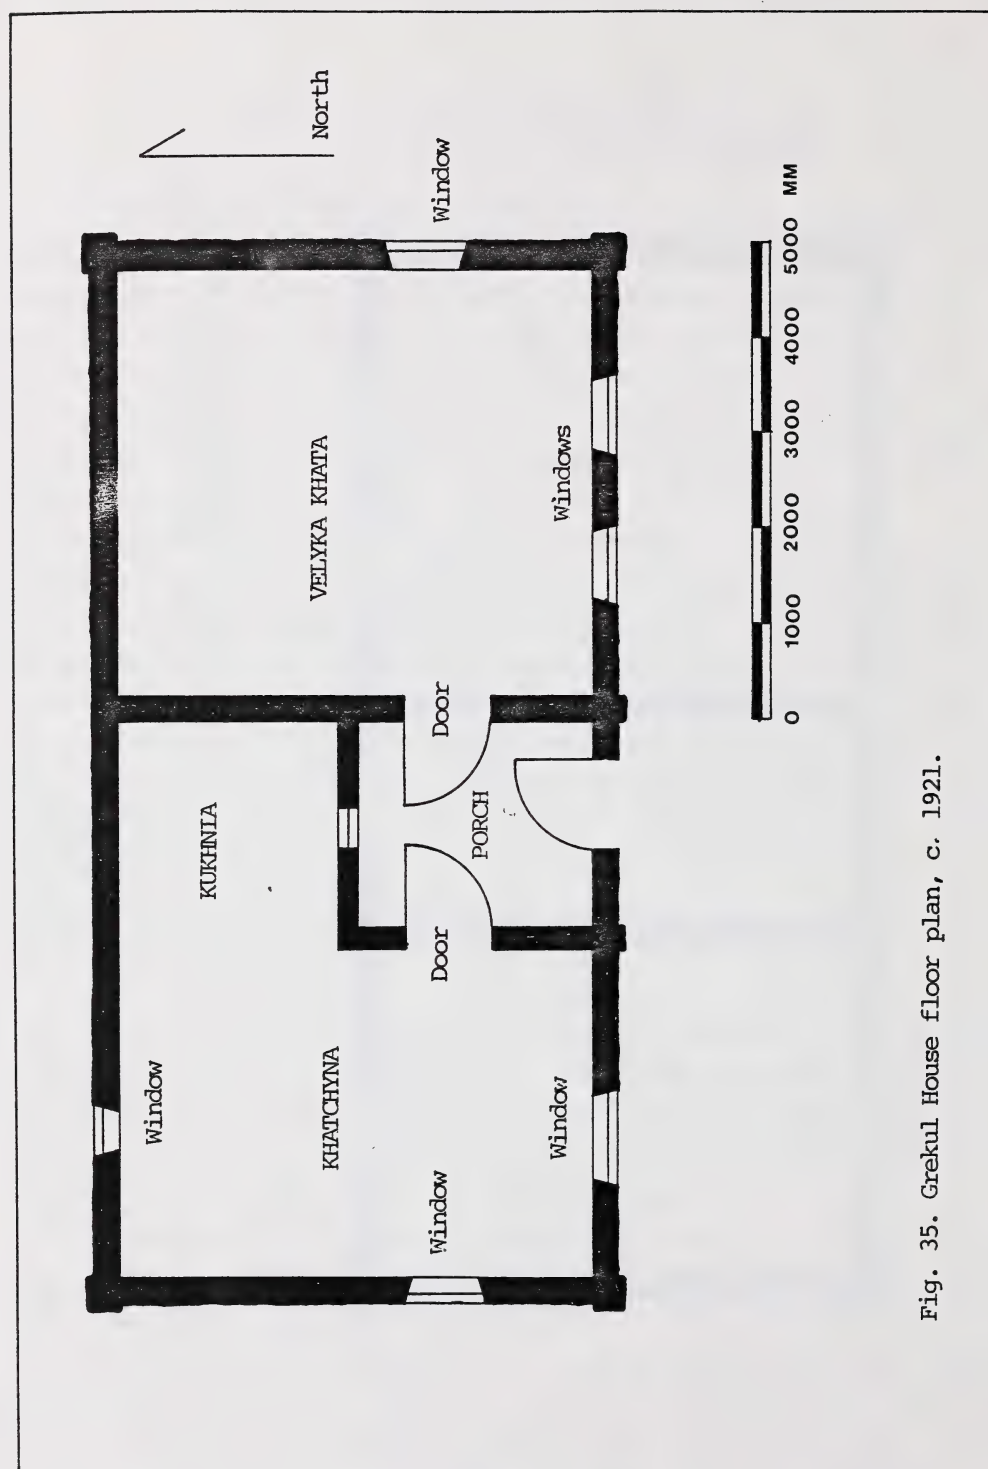 Window
KUKHNIA
North
KHATCHYNA
VELYKA KHATA
Window
Door
Door
Window
PORCH
Window
Windows
0 1000 2000 3000 4000 5000 MM
Fig. 35. Grekul House floor plan, c. 1921.